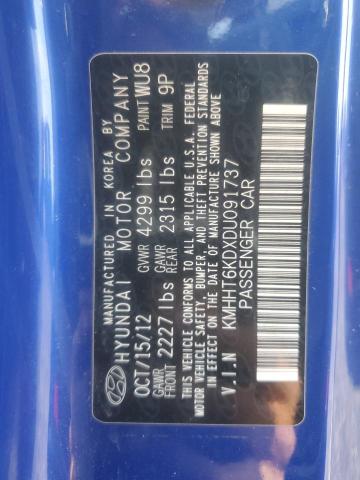 MANUFACTURED IN KOREA BY
HYUNDAI MOTOR COMPANY
OCT/15/12 GVWR 4299 lbs PAINT WU8
GAWR FRONT 2227 lbs GAWR REAR 2315 lbs TRIM 9P
THIS VEHICLE CONFORMS TO ALL APPLICABLE U.S.A. FEDERAL
MOTOR VEHICLE SAFETY, BUMPER, AND THEFT PREVENTION STANDARDS
IN EFFECT ON THE DATE OF MANUFACTURE SHOWN ABOVE
V.I.N KMHHT6KDXDU091737
PASSENGER CAR